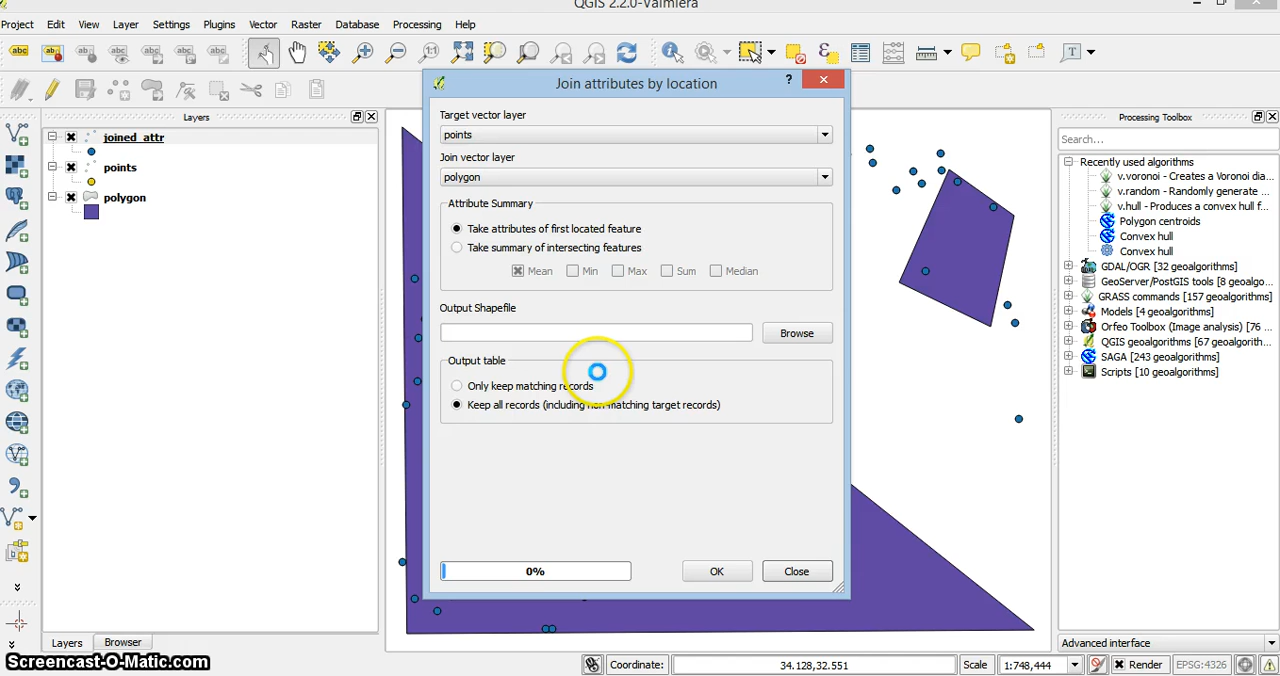 QGIS 2.2.0-Valmiera
Project Edit View Layer Settings Plugins Vector Raster Database Processing Help
Layers
joined_attr
points
polygon
Layers Browser
Join attributes by location
?
Target vector layer
points
Join vector layer
polygon
Attribute Summary
Take attributes of first located feature
Take summary of intersecting features
Mean Min Max Sum Median
Output Shapefile
Browse
Output table
Only keep matching records
Keep all records (including non-matching target records)
0%
OK Close
Processing Toolbox
Search...
Recently used algorithms
v.voronoi - Creates a Voronoi dia...
v.random - Randomly generate
v.hull - Produces a convex hull f...
Polygon centroids
Convex hull
Convex hull
GDAL/OGR [32 geoalgorithms]
GeoServer/PostGIS tools [8 geoalgo...
GRASS commands [157 geoalgorithms]
Models [4 geoalgorithms]
Orfeo Toolbox (Image analysis) [76
QGIS geoalgorithms [67 geoalgorith...
SAGA [243 geoalgorithms]
Scripts [10 geoalgorithms]
Advanced interface
Screencast-O-Matic.com
Coordinate: 34.128,32.551 Scale 1:748,444 Render EPSG:4326